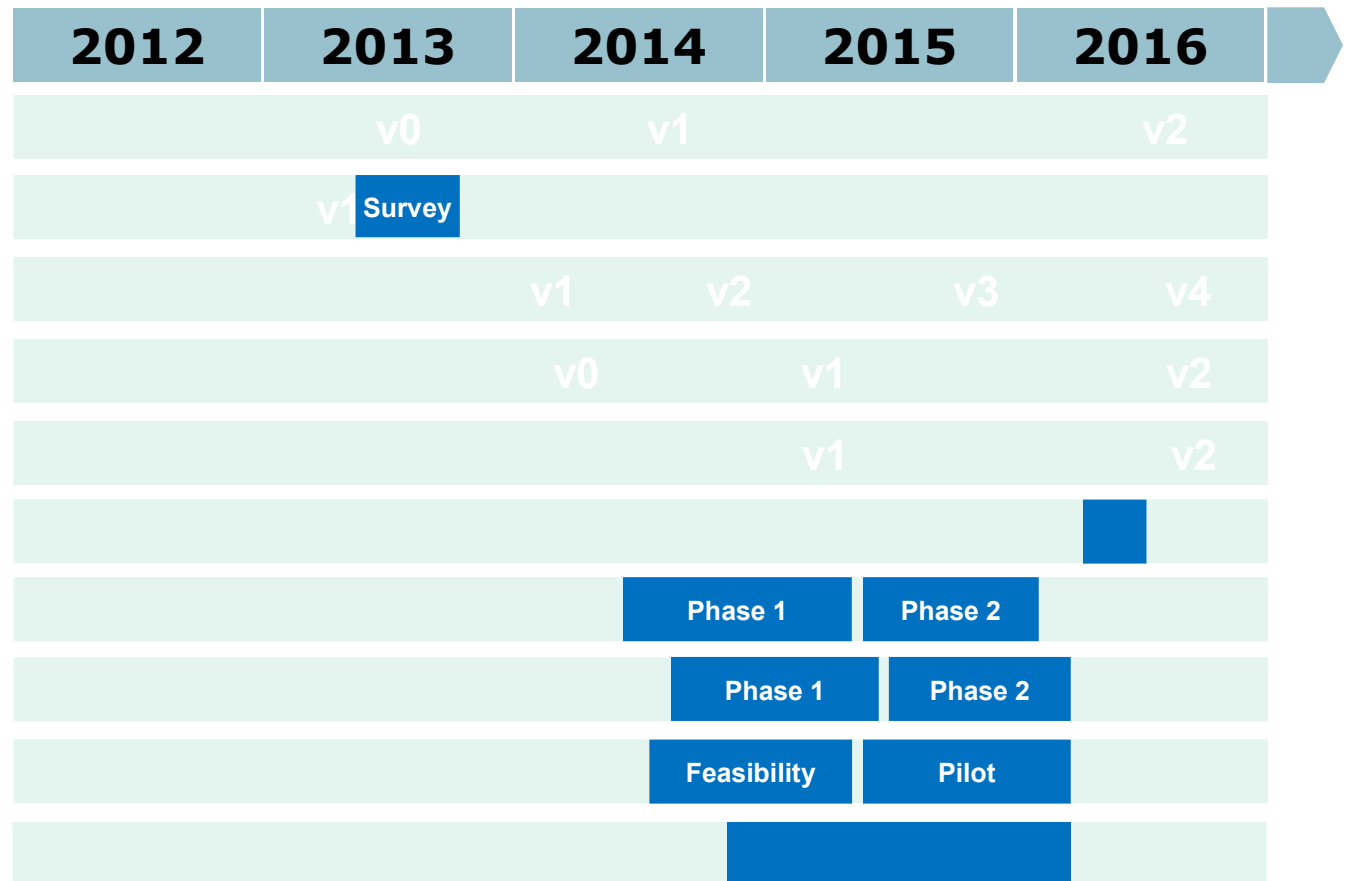 2012 2013 2014 2015 2016
v0 v1 v2
v1 Survey
v1 v2 v3 v4
v0 v1 v2
v1 v2
Phase 1 Phase 2
Phase 1 Phase 2
Feasibility Pilot